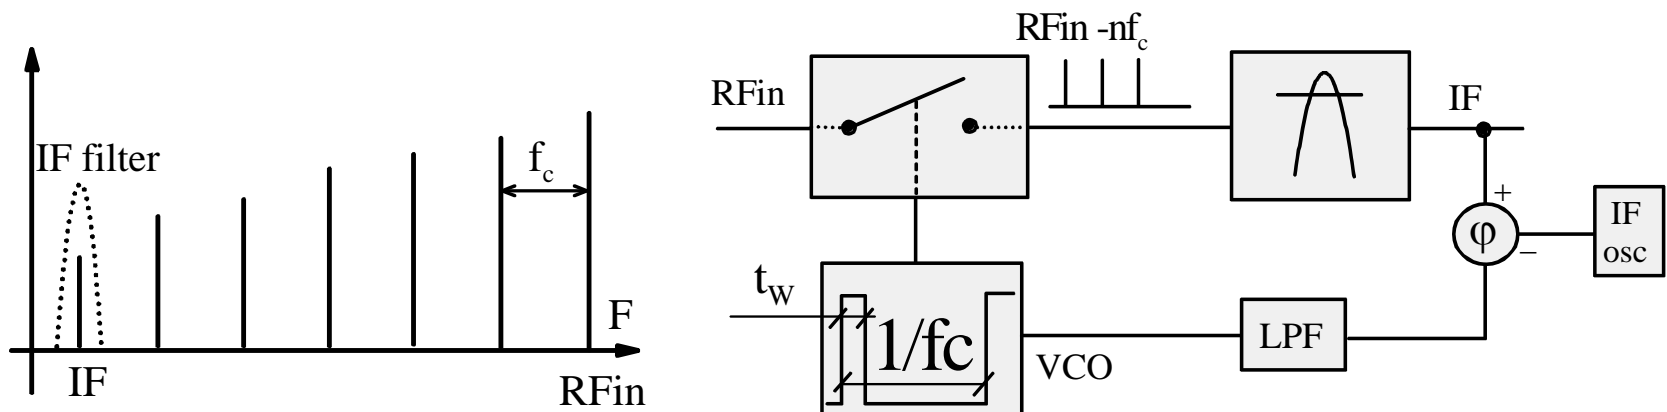 IF filter
f_c
F
IF
RFin
RFin -nf_c
RFin
IF
+
φ
−
IF
osc
t_W
1/fc
VCO
LPF